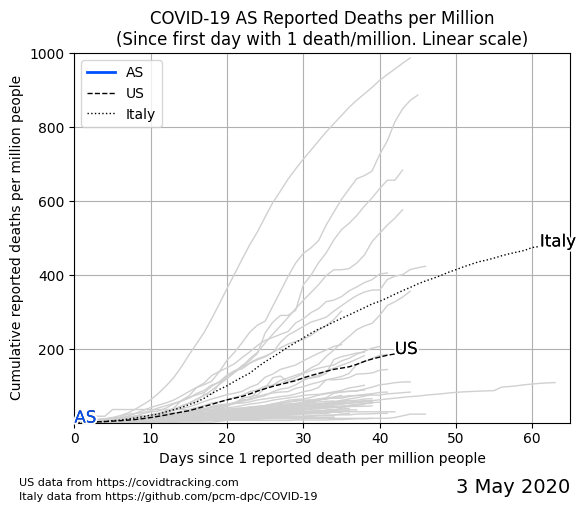 COVID-19 AS Reported Deaths per Million
(Since first day with 1 death/million. Linear scale)
1000
800
600
400
200
Cumulative reported deaths per million people
AS
US
Italy
Italy
US
AS
0 10 20 30 40 50 60
Days since 1 reported death per million people
US data from https://covidtracking.com
Italy data from https://github.com/pcm-dpc/COVID-19
3 May 2020